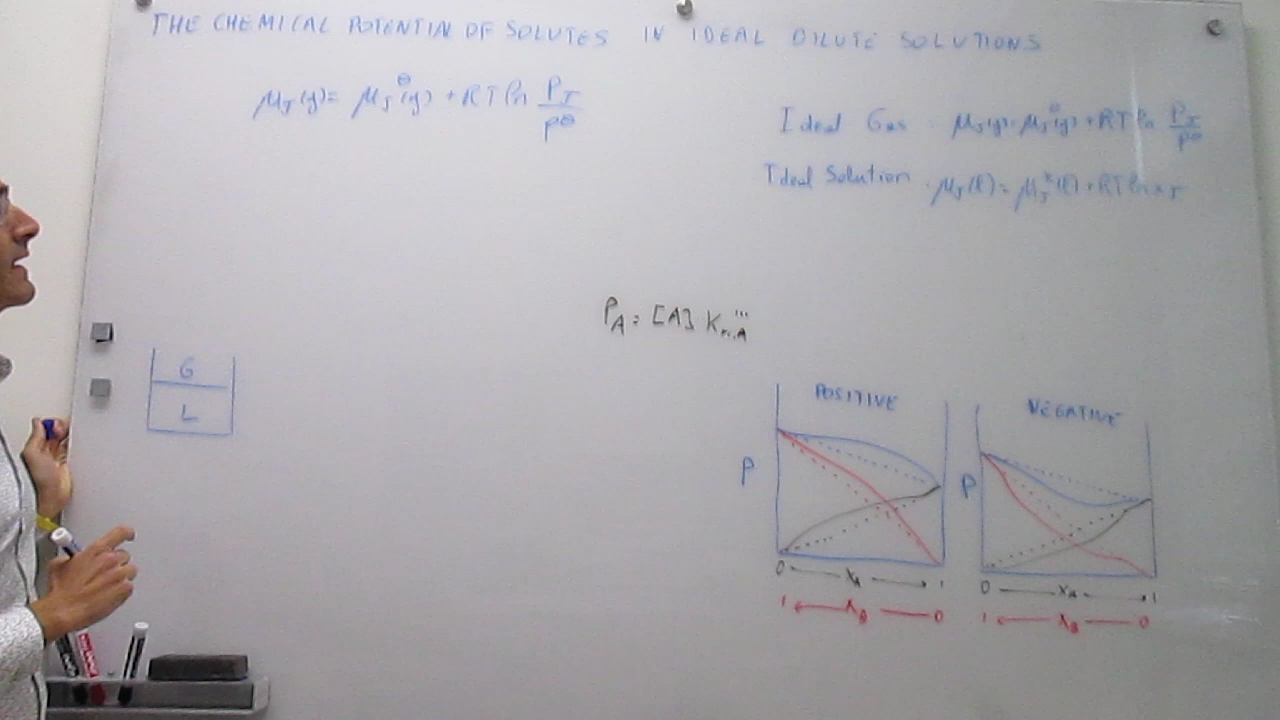 THE CHEMICAL POTENTIAL OF SOLUTES IN IDEAL DILUTE SOLUTIONS
μJ(g) = μJ⦵(g) + RT ln PJ/P⦵
Ideal Gas μJ(g) = μJ⦵(g) + RT ln PJ/P⦵
Ideal Solution μJ(l) = μJ*(l) + RT ln xJ
PA = [A] K'''H,A
G
L
POSITIVE
P
0 xA 1
1 xB 0
NEGATIVE
P
0 xA 1
1 xB 0